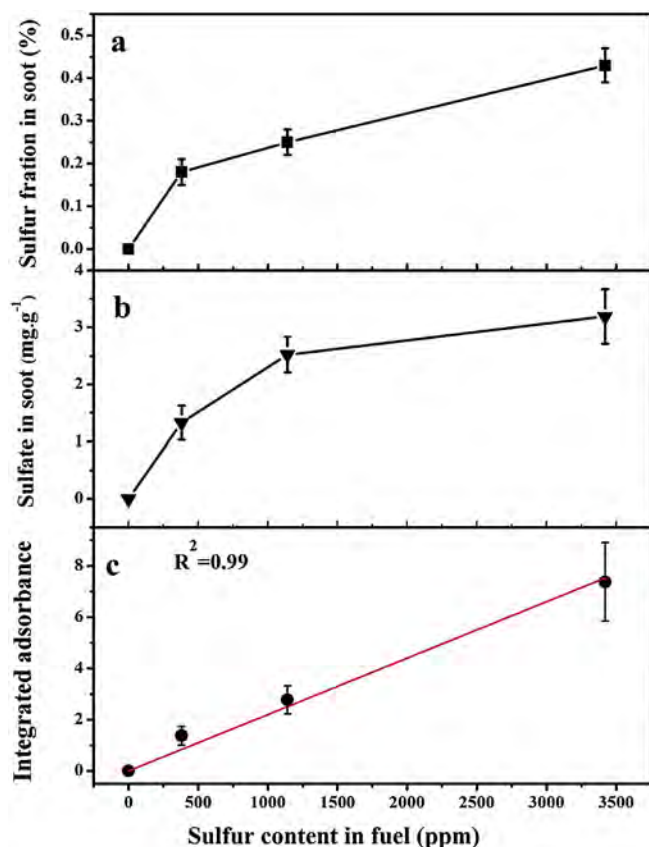 a
Sulfur fration in soot (%)
0.5
0.4
0.3
0.2
0.1
0.0
b
Sulfate in soot (mg.g⁻¹)
4
3
2
1
0
c
R²=0.99
Integrated adsorbance
8
6
4
2
0
0 500 1000 1500 2000 2500 3000 3500
Sulfur content in fuel (ppm)